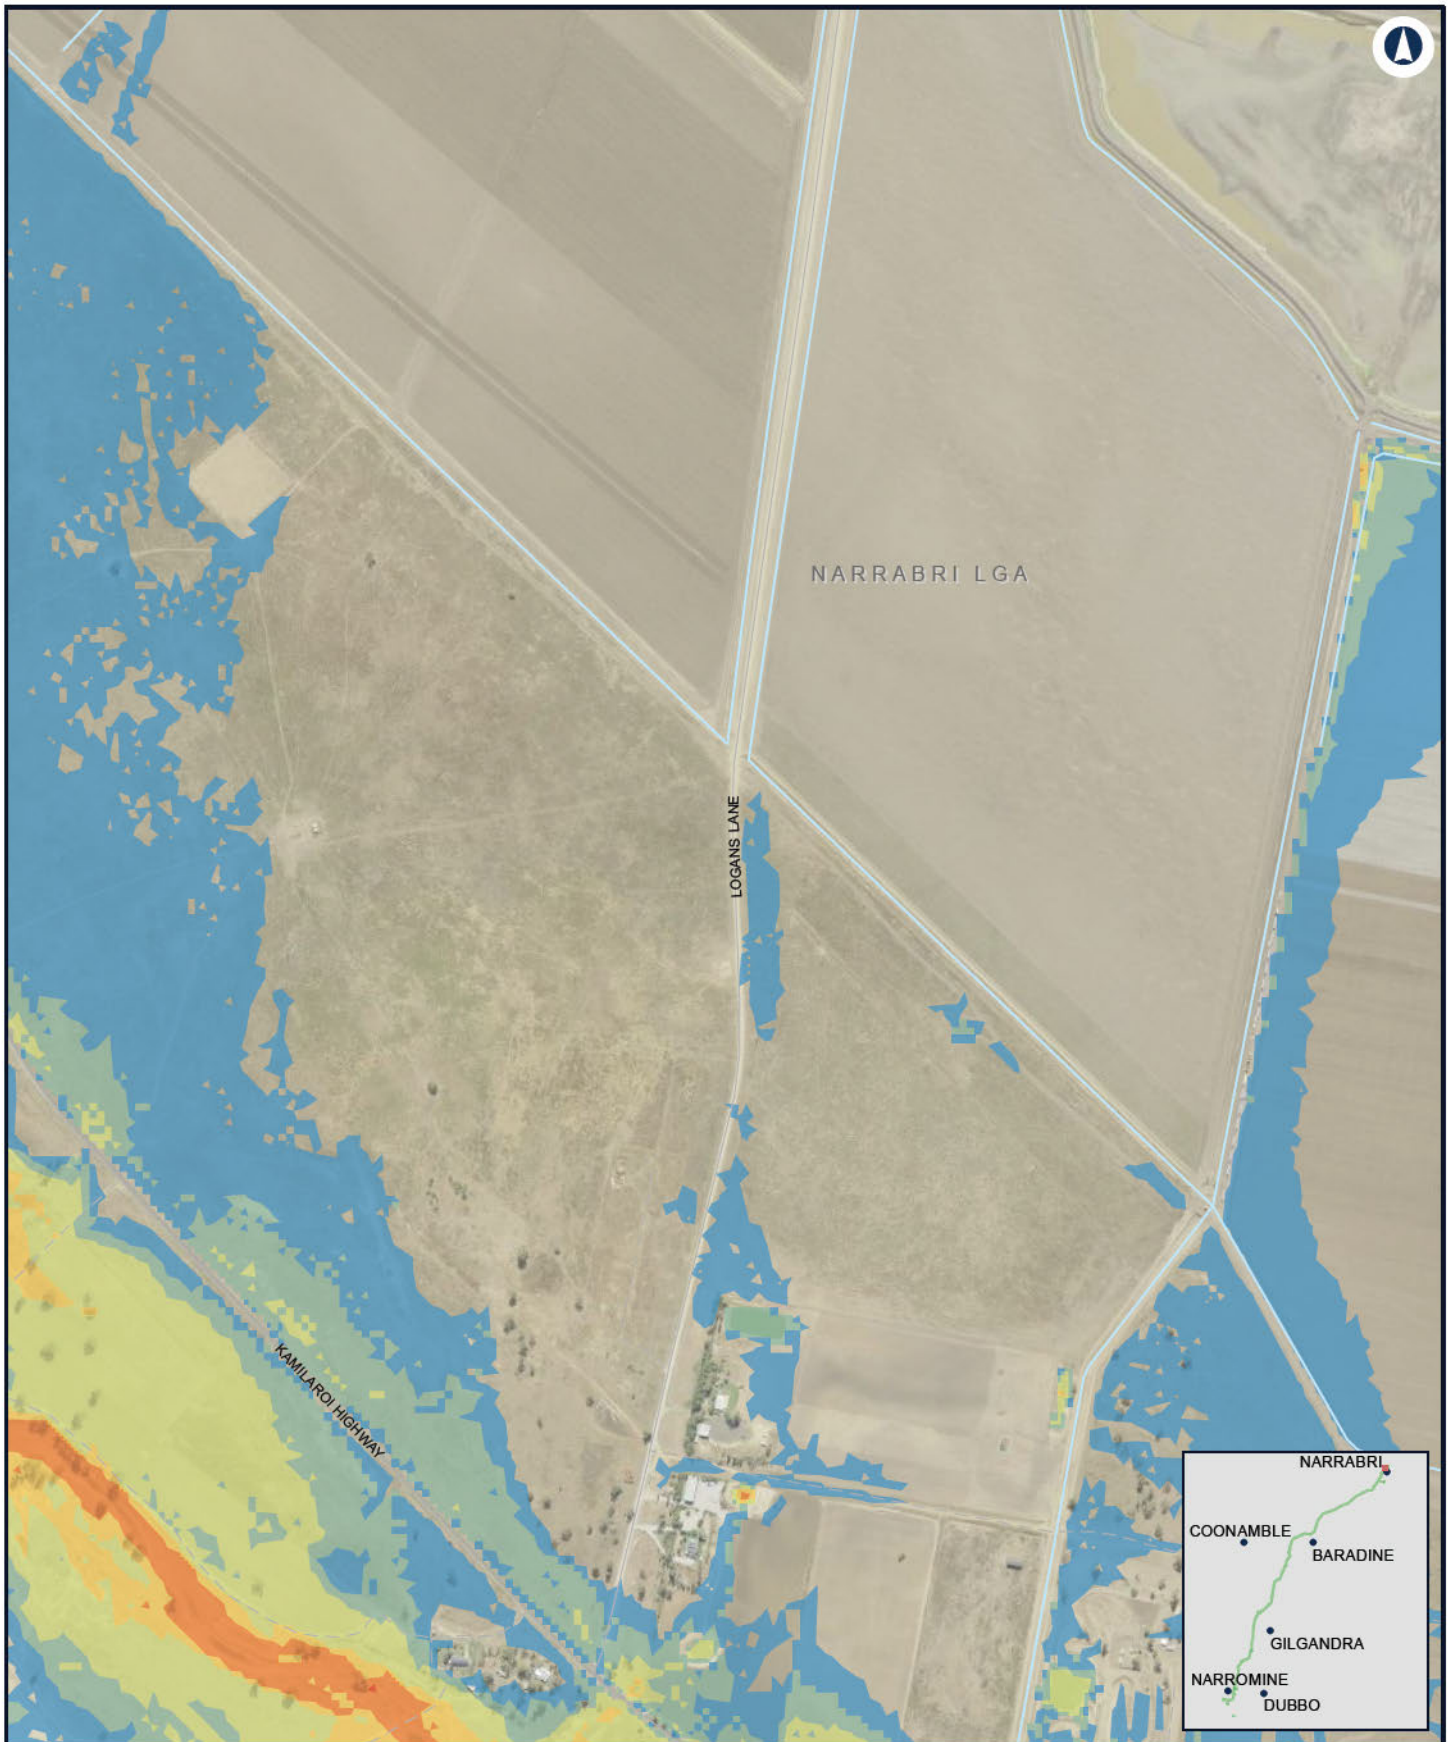 NARRABRI LGA
LOGANS LANE
KAMILAROI HIGHWAY
NARRABRI
COONAMBLE
BARADINE
GILGANDRA
NARROMINE
DUBBO